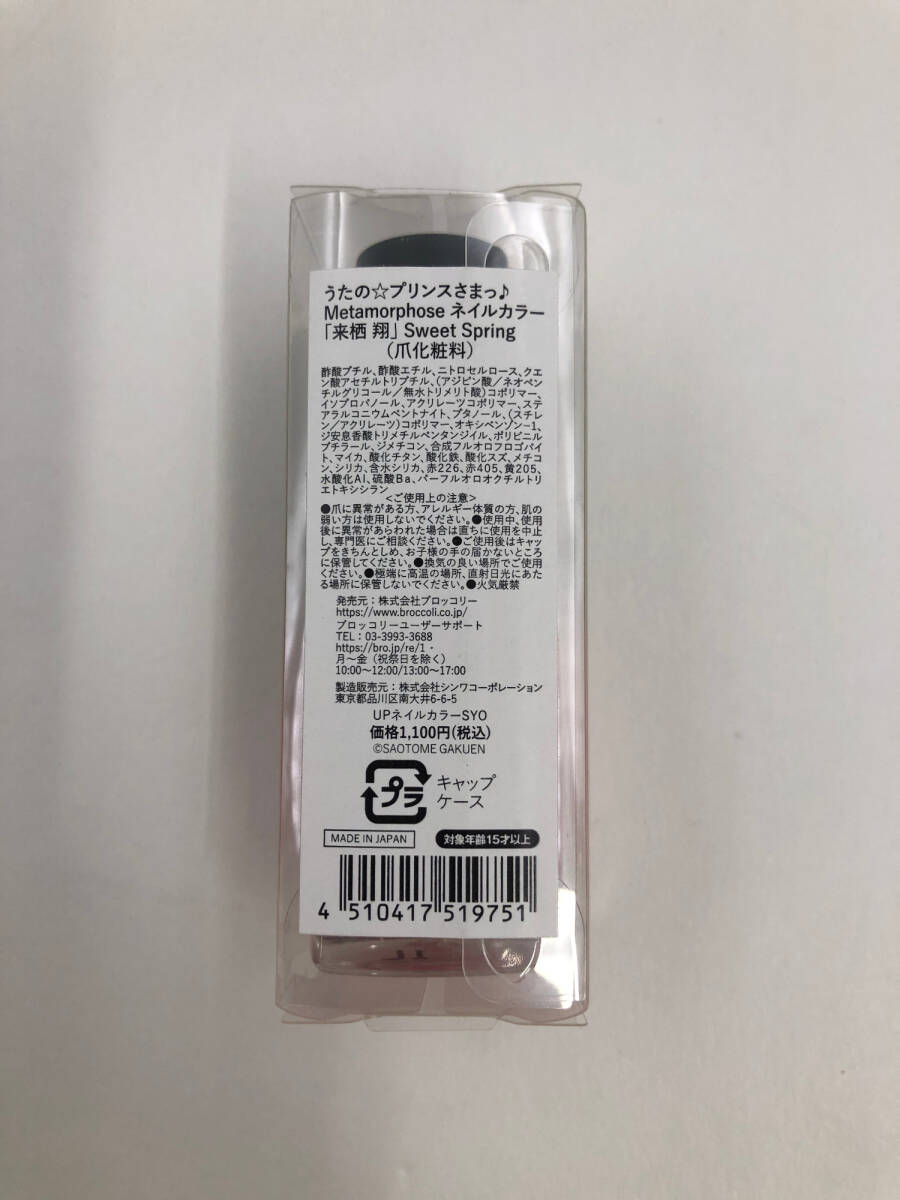 うたの☆プリンスさまっ♪
Metamorphose ネイルカラー
「来栖 翔」 Sweet Spring
(爪化粧料)
酢酸ブチル、酢酸エチル、ニトロセルロース、クエ
ン酸アセチルトリブチル、(アジピン酸/ネオペン
チルグリコール/無水トリメリト酸)コポリマー、
イソプロパノール、アクリレーツコポリマー、ステ
アラルコニウムベントナイト、ブタノール、(スチレ
ン/アクリレーツ)コポリマー、オキシベンゾン-1、
ジ安息香酸トリメチルペンタンジイル、ポリビニル
ブチラール、ジメチコン、合成フルオロフロゴパイ
ト、マイカ、酸化チタン、酸化鉄、酸化スズ、メチコ
ン、シリカ、含水シリカ、赤226、赤405、黄205、
水酸化Al、硫酸Ba、パーフルオロオクチルトリ
エトキシシラン
<ご使用上の注意>
●爪に異常がある方、アレルギー体質の方、肌の
弱い方は使用しないでください。●使用中、使用
後に異常があらわれた場合は直ちに使用を中止
し、専門医にご相談ください。●ご使用後はキャッ
プをきちんとしめ、お子様の手の届かないところ
に保管してください。●換気の良い場所でご使用
ください。●極端に高温の場所、直射日光にあた
る場所に保管しないでください。●火気厳禁
発売元:株式会社ブロッコリー
https://www.broccoli.co.jp/
ブロッコリーユーザーサポート
TEL:03-3993-3688
https://bro.jp/re/1・
月〜金(祝祭日を除く)
10:00〜12:00/13:00〜17:00
製造販売元:株式会社シンワコーポレーション
東京都品川区南大井6-6-5
UPネイルカラーSYO
価格1,100円(税込)
©SAOTOME GAKUEN
プラ
キャップ
ケース
MADE IN JAPAN
対象年齢15才以上
4 510417 519751